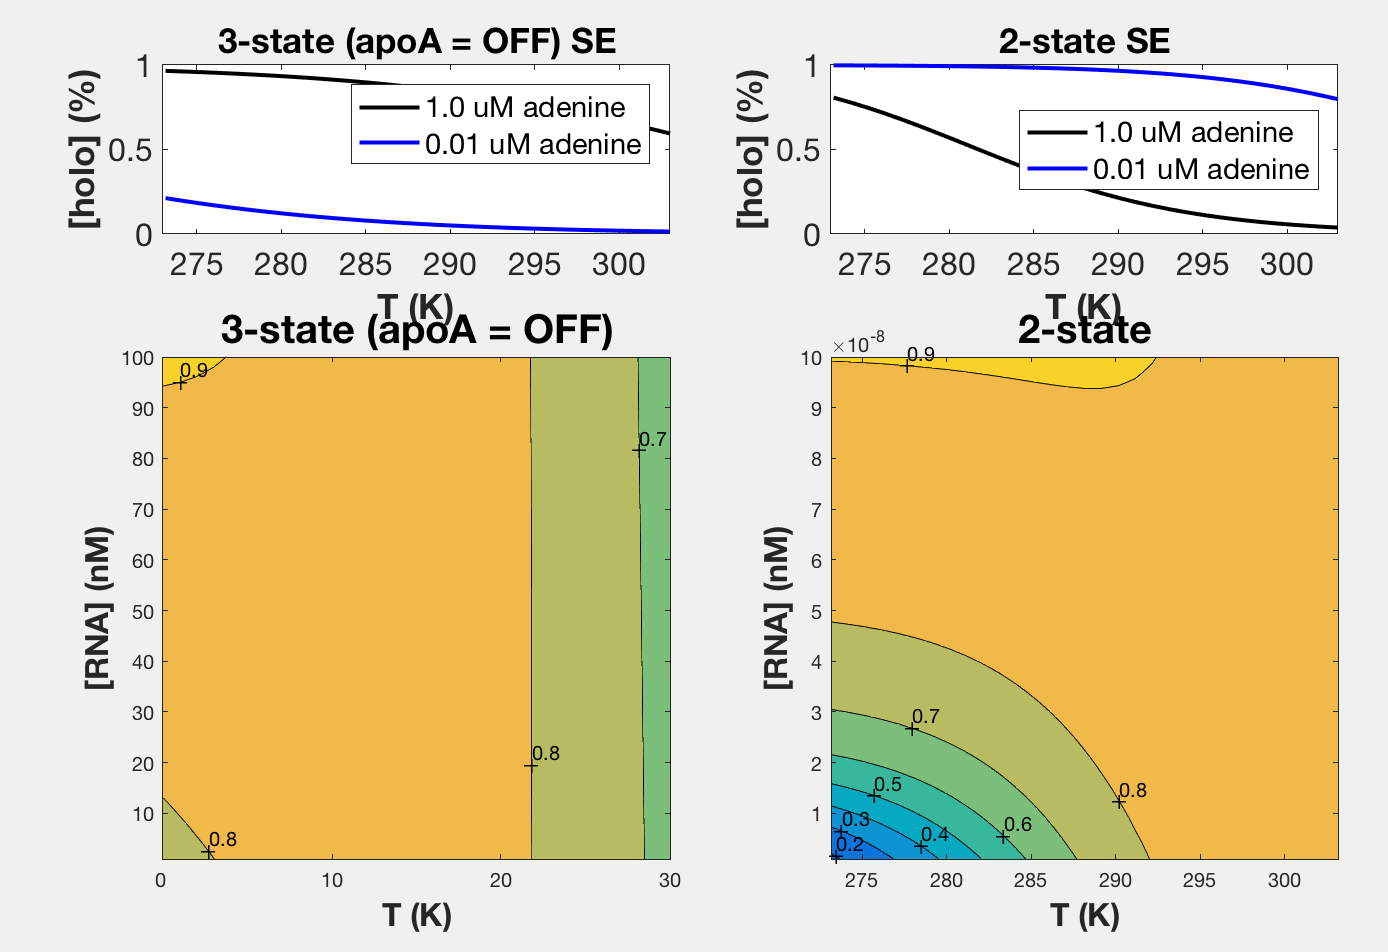 3-state (apoA = OFF) SE
1
0.5
0
[holo] (%)
1.0 uM adenine
0.01 uM adenine
275 280 285 290 295 300
T (K)
2-state SE
1
0.5
0
[holo] (%)
1.0 uM adenine
0.01 uM adenine
275 280 285 290 295 300
T (K)
3-state (apoA = OFF)
100
90
80
70
60
50
40
30
20
10
[RNA] (nM)
0.9
0.7
0.8
0.8
0 10 20 30
T (K)
2-state
×10-8
10
9
8
7
6
5
4
3
2
1
[RNA] (nM)
0.9
0.7
0.8
0.5
0.6
0.3
0.4
0.2
275 280 285 290 295 300
T (K)